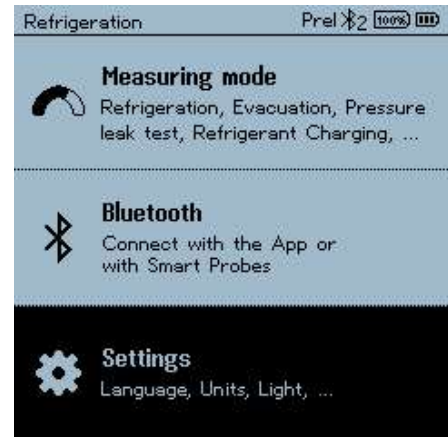 Refrigeration Prel 2 100%
Measuring mode
Refrigeration, Evacuation, Pressure
leak test, Refrigerant Charging, ...
Bluetooth
Connect with the App or
with Smart Probes
Settings
Language, Units, Light, ...